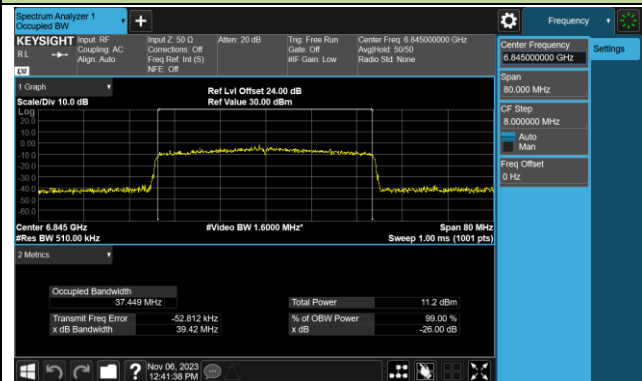 Spectrum Analyzer 1
Occupied BW
Frequency
KEYSIGHT
RL
LXI
Input: RF
Coupling: AC
Align: Auto
Input Z: 50 Ω
Corrections: Off
Freq Ref: Int (S)
NFE: Off
Atten: 20 dB
Trig: Free Run
Gate: Off
#IF Gain: Low
Center Freq: 6.845000000 GHz
Avg|Hold: 50/50
Radio Std: None
Center Frequency
6.845000000 GHz
Settings
Span
80.000 MHz
CF Step
8.000000 MHz
Auto
Man
Freq Offset
0 Hz
1 Graph
Scale/Div 10.0 dB
Ref Lvl Offset 24.00 dB
Ref Value 30.00 dBm
Log
20.0
10.0
0.00
-10.0
-20.0
-30.0
-40.0
-50.0
-60.0
Center 6.845 GHz
#Res BW 510.00 kHz
#Video BW 1.6000 MHz*
Span 80 MHz
Sweep 1.00 ms (1001 pts)
2 Metrics
Occupied Bandwidth
37.449 MHz
Total Power 11.2 dBm
Transmit Freq Error -52.812 kHz
% of OBW Power 99.00 %
x dB Bandwidth 39.42 MHz
x dB -26.00 dB
?
Nov 06, 2023
12:41:38 PM